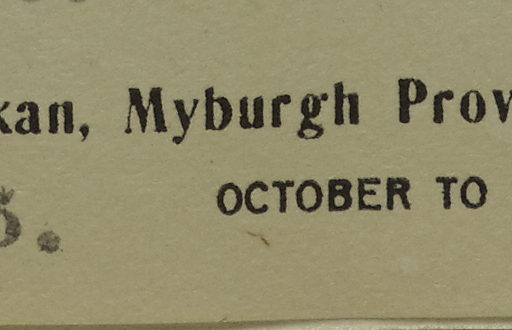 kan, Myburgh Prov
OCTOBER TO